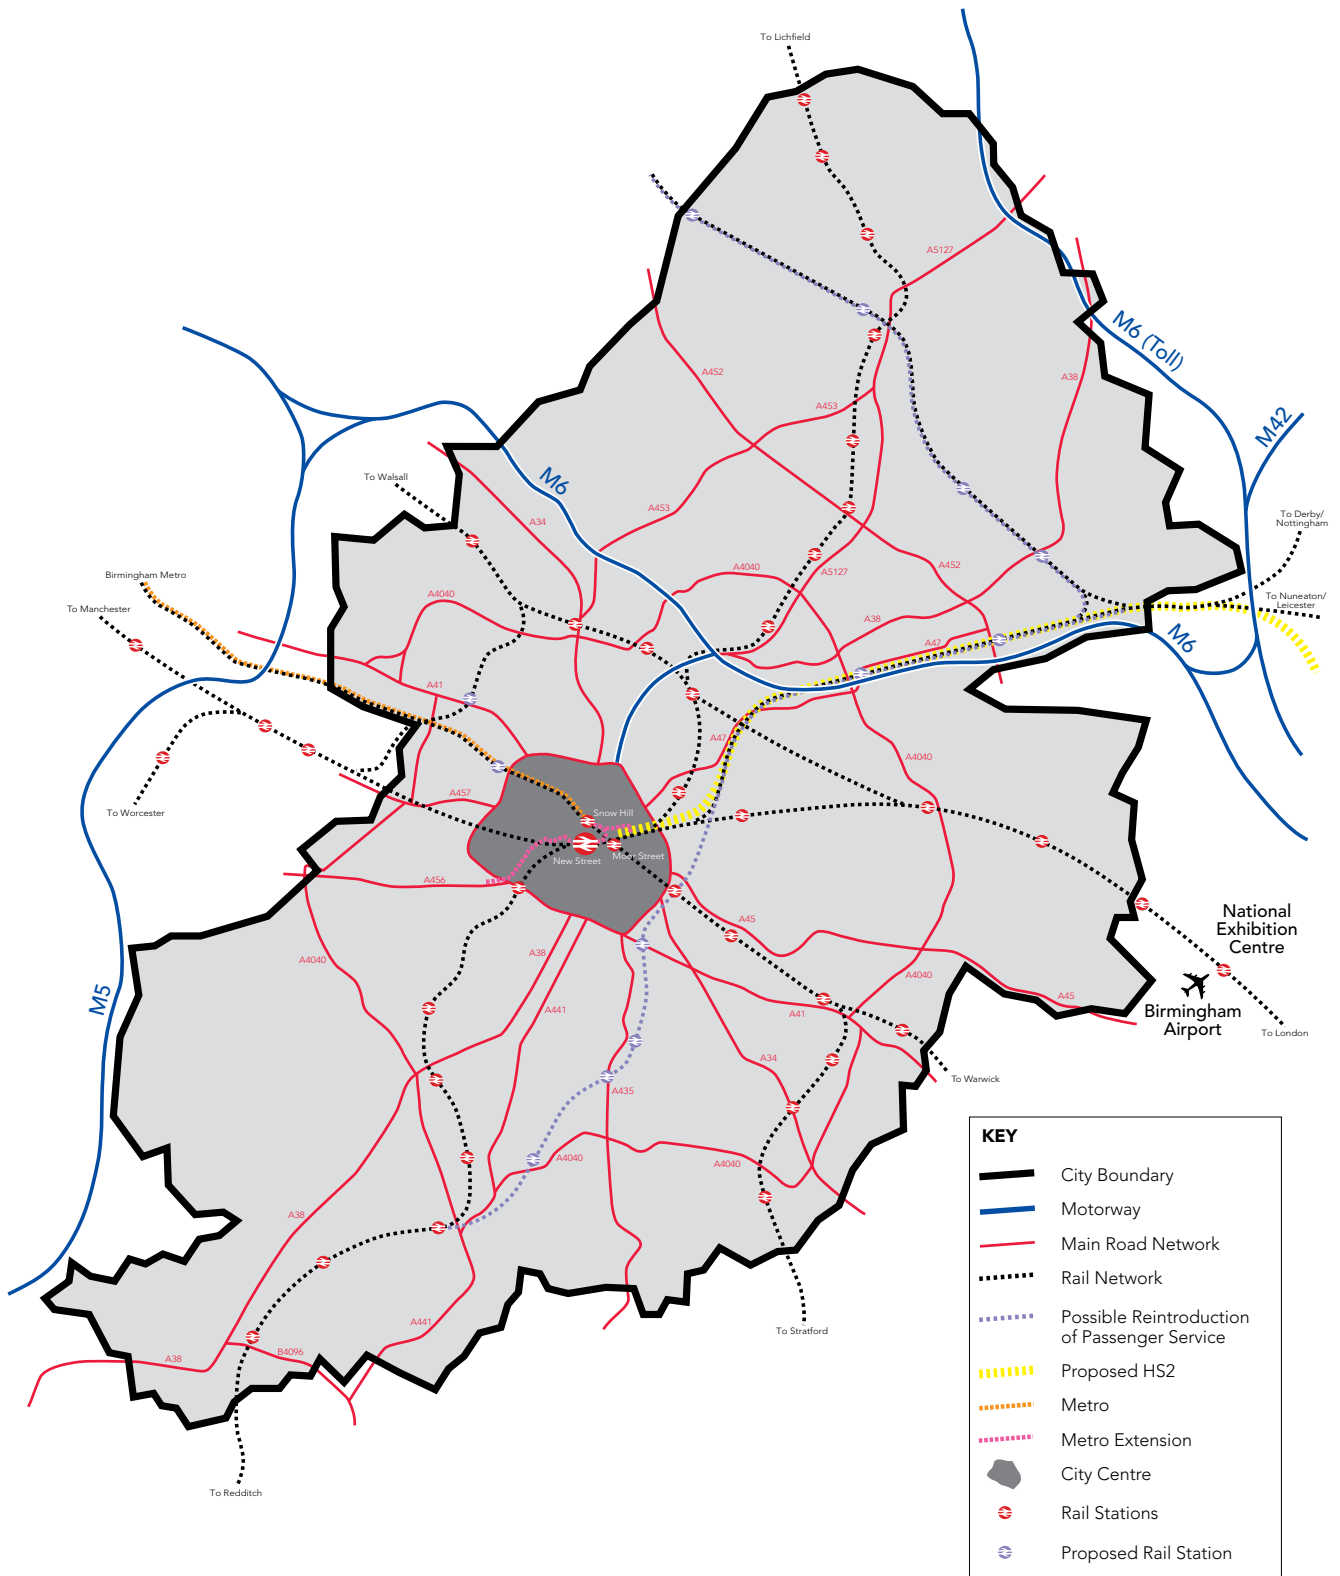 To Lichfield
A5127
M6 (Toll)
A452
A38
A453
M42
To Walsall
M6
A453
A34
To Derby/
Nottingham
Birmingham Metro
A4040
A5127
A452
To Manchester
A4040
To Nuneaton/
Leicester
A38
A47
M6
A41
A47
A4040
A457
To Worcester
Snow Hill
New Street
Moor Street
A456
National
Exhibition
Centre
A45
A38
A4040
A4040
M5
A45
A441
A41
Birmingham
Airport
To London
A34
To Warwick
A435
A4040
A4040
A38
A441
To Stratford
B4096
A38
To Redditch
KEY
City Boundary
Motorway
Main Road Network
Rail Network
Possible Reintroduction
of Passenger Service
Proposed HS2
Metro
Metro Extension
City Centre
Rail Stations
Proposed Rail Station